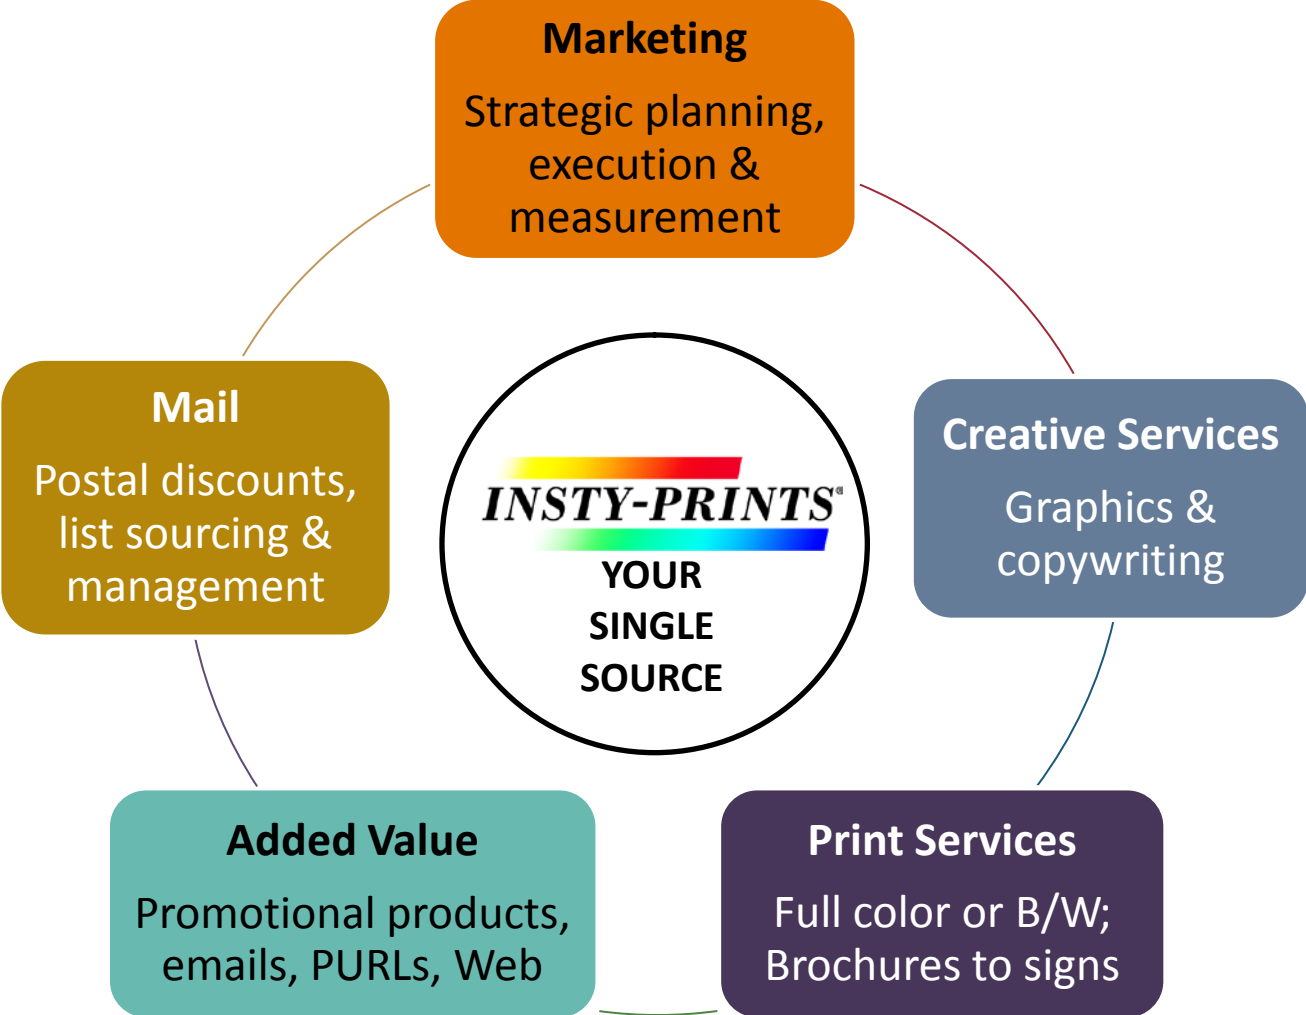 Marketing
Strategic planning,
execution &
measurement
Mail
Postal discounts,
list sourcing &
management
Creative Services
Graphics &
copywriting
INSTY-PRINTS®
YOUR
SINGLE
SOURCE
Added Value
Promotional products,
emails, PURLs, Web
Print Services
Full color or B/W;
Brochures to signs